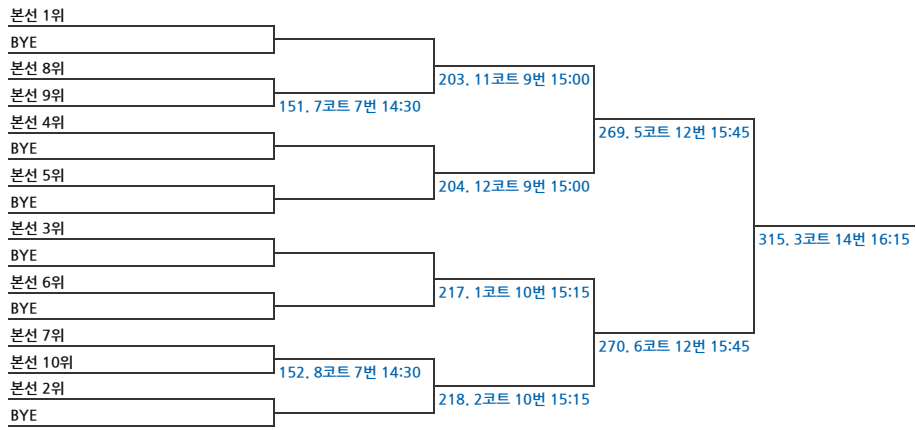 본선 1위
BYE
본선 8위
본선 9위
151. 7코트 7번 14:30
203. 11코트 9번 15:00
본선 4위
BYE
본선 5위
BYE
204. 12코트 9번 15:00
269. 5코트 12번 15:45
본선 3위
BYE
본선 6위
BYE
217. 1코트 10번 15:15
본선 7위
본선 10위
152. 8코트 7번 14:30
본선 2위
BYE
218. 2코트 10번 15:15
270. 6코트 12번 15:45
315. 3코트 14번 16:15